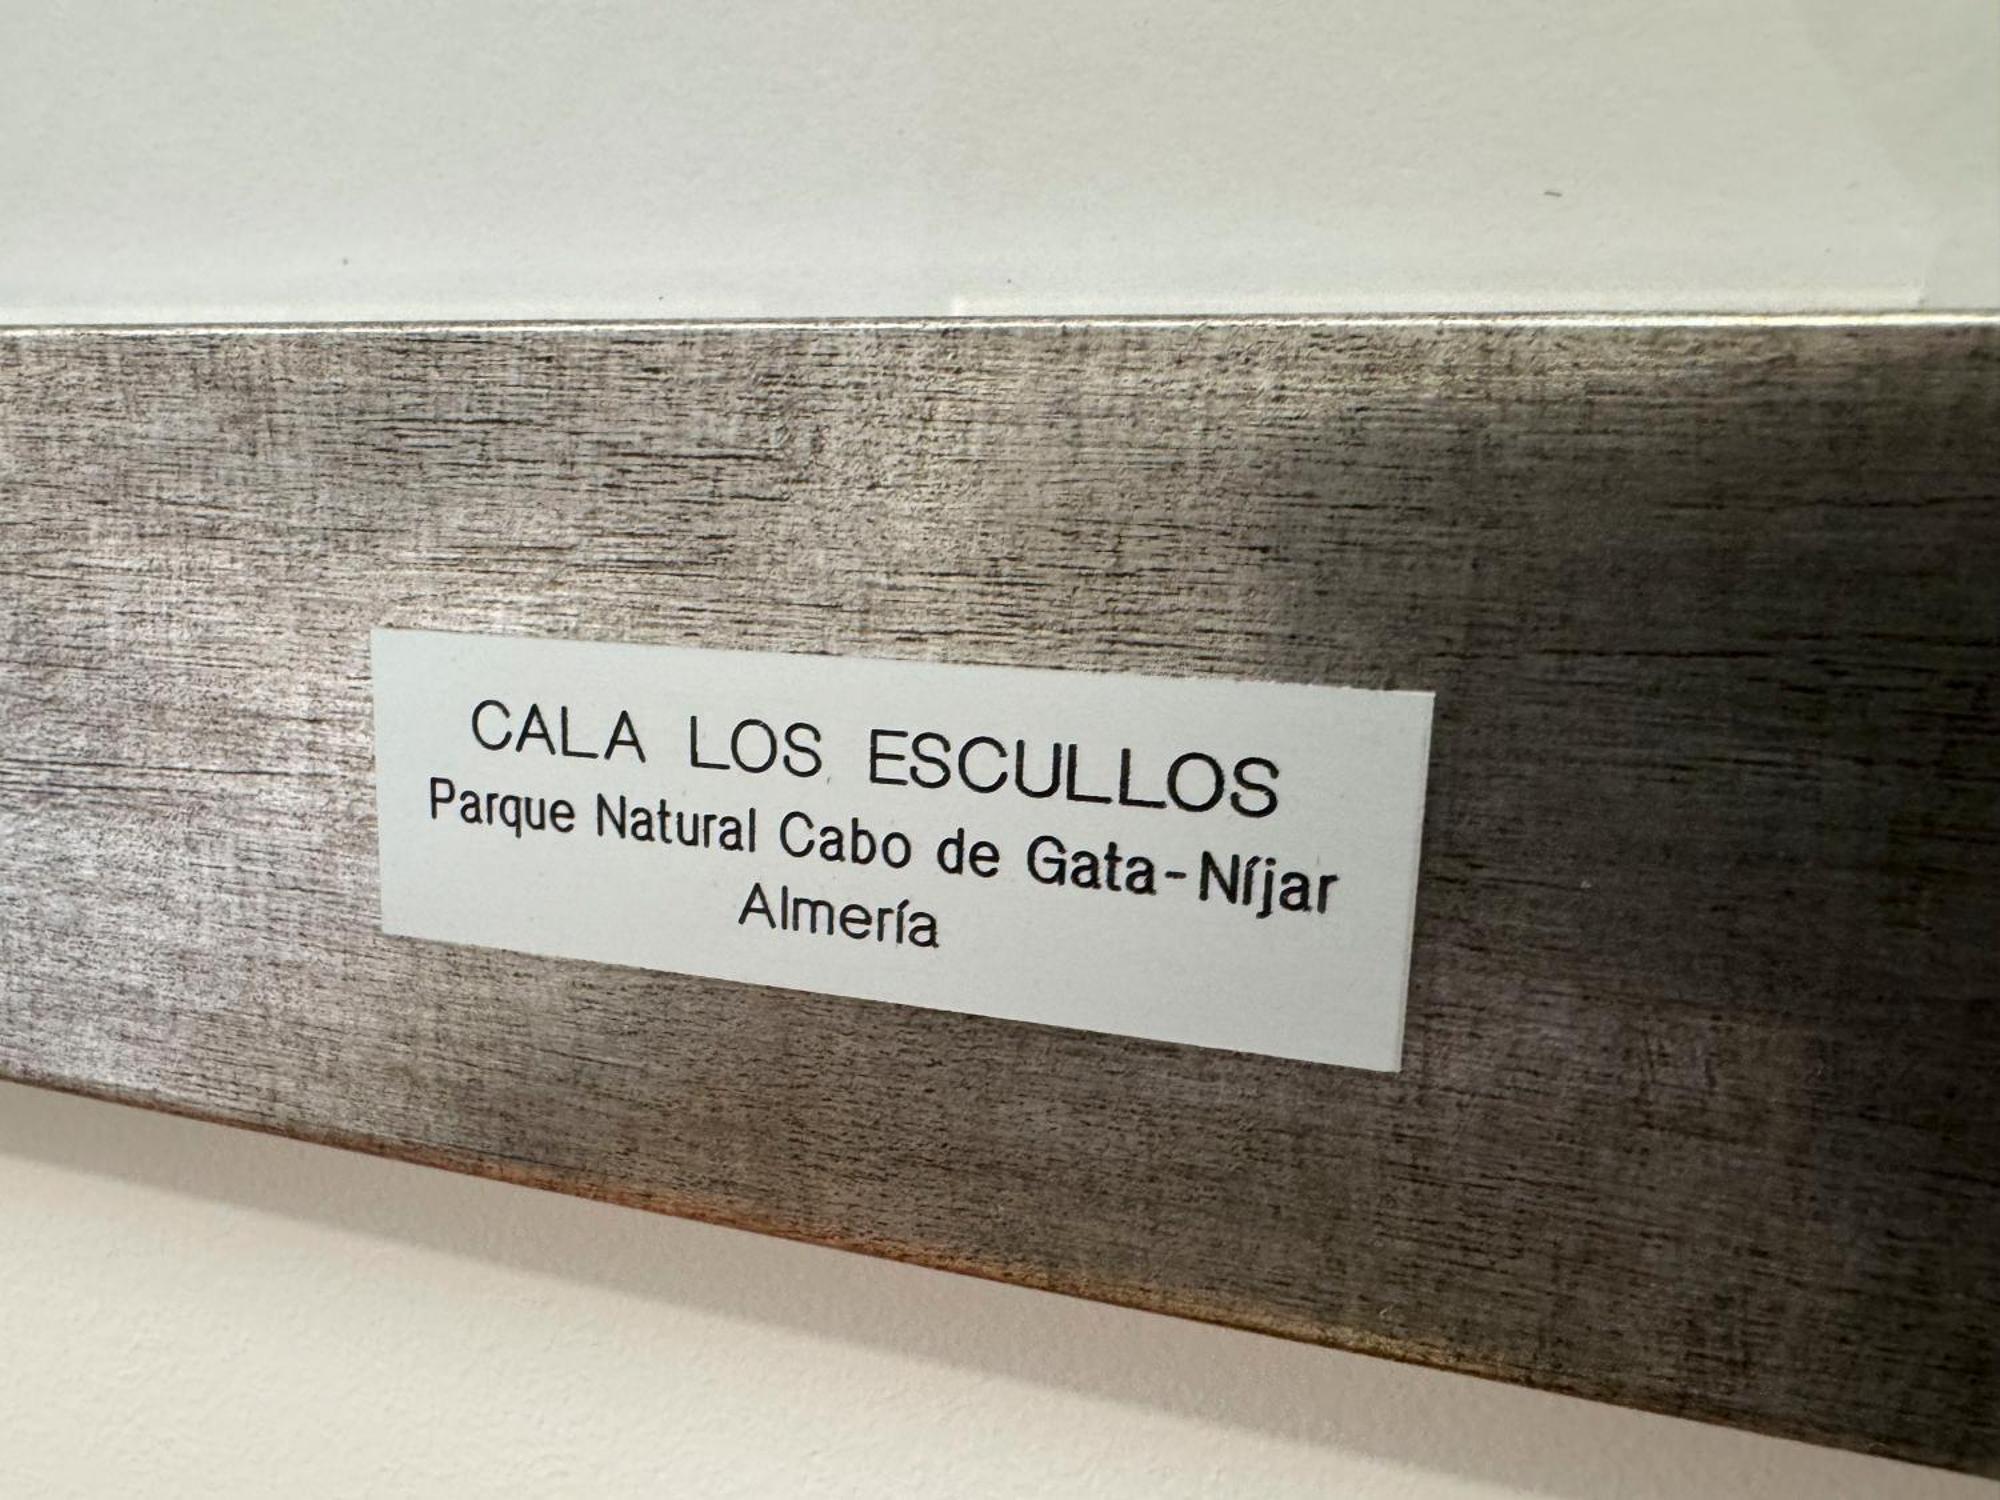 CALA LOS ESCULLOS
Parque Natural Cabo de Gata-Níjar
Almería